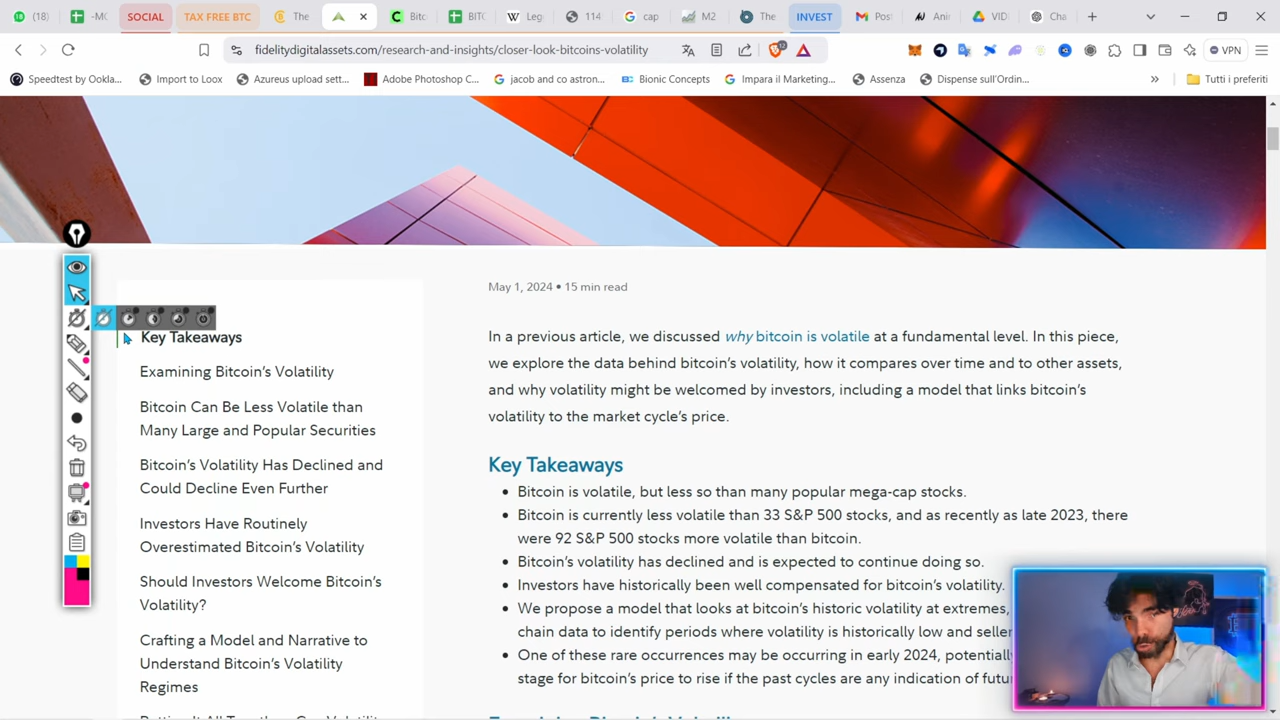 (18)
-M
SOCIAL
TAX FREE BTC
The
Bitc
BITC
Leg
114
cap
M2
The
INVEST
Pos
Ani
VID
Cha
fidelitydigitalassets.com/research-and-insights/closer-look-bitcoins-volatility
VPN
Speedtest by Ookla...
Import to Loox
Azureus upload sett...
Adobe Photoshop C...
jacob and co astron...
Bionic Concepts
Impara il Marketing...
Assenza
Dispense sull'Ordin...
Tutti i preferiti
May 1, 2024 • 15 min read
Key Takeaways
Examining Bitcoin's Volatility
Bitcoin Can Be Less Volatile than
Many Large and Popular Securities
Bitcoin's Volatility Has Declined and
Could Decline Even Further
Investors Have Routinely
Overestimated Bitcoin's Volatility
Should Investors Welcome Bitcoin's
Volatility?
Crafting a Model and Narrative to
Understand Bitcoin's Volatility
Regimes
In a previous article, we discussed why bitcoin is volatile at a fundamental level. In this piece,
we explore the data behind bitcoin's volatility, how it compares over time and to other assets,
and why volatility might be welcomed by investors, including a model that links bitcoin's
volatility to the market cycle's price.
Key Takeaways
• Bitcoin is volatile, but less so than many popular mega-cap stocks.
• Bitcoin is currently less volatile than 33 S&P 500 stocks, and as recently as late 2023, there
were 92 S&P 500 stocks more volatile than bitcoin.
• Bitcoin's volatility has declined and is expected to continue doing so.
• Investors have historically been well compensated for bitcoin's volatility.
• We propose a model that looks at bitcoin's historic volatility at extremes,
chain data to identify periods where volatility is historically low and seller
• One of these rare occurrences may be occurring in early 2024, potentially
stage for bitcoin's price to rise if the past cycles are any indication of futu